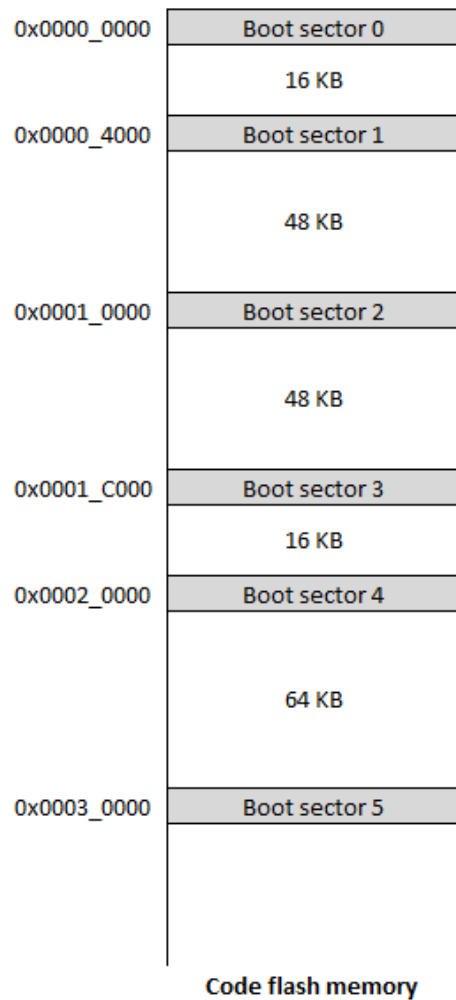 0x0000_0000 Boot sector 0
16 KB
0x0000_4000 Boot sector 1
48 KB
0x0001_0000 Boot sector 2
48 KB
0x0001_C000 Boot sector 3
16 KB
0x0002_0000 Boot sector 4
64 KB
0x0003_0000 Boot sector 5
Code flash memory